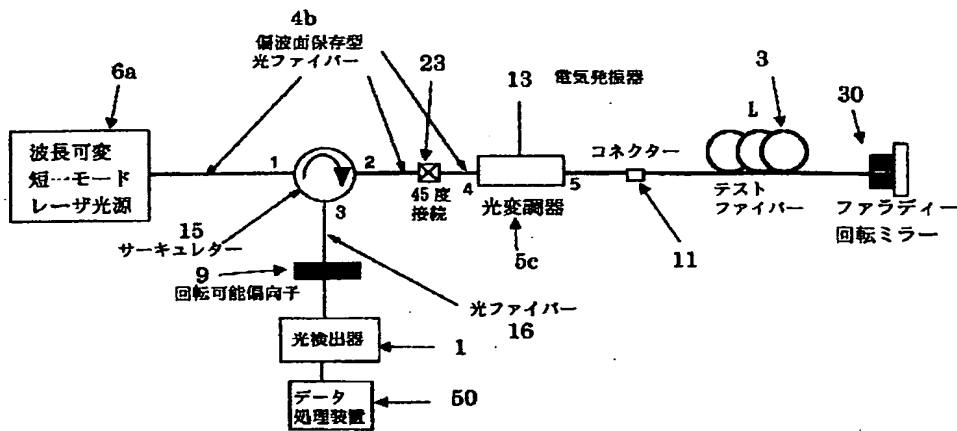 4b
偏波面保存型
光ファイバー
6a
23
13
電気発振器
3
30
L
波長可変
短一モード
レーザ光源
1
2
3
4
5
45度
接続
光変調器
コネクター
テスト
ファイバー
ファラディー
回転ミラー
15
サーキュレター
5c
11
9
回転可能偏向子
光ファイバー
16
光検出器
1
データ
処理装置
50